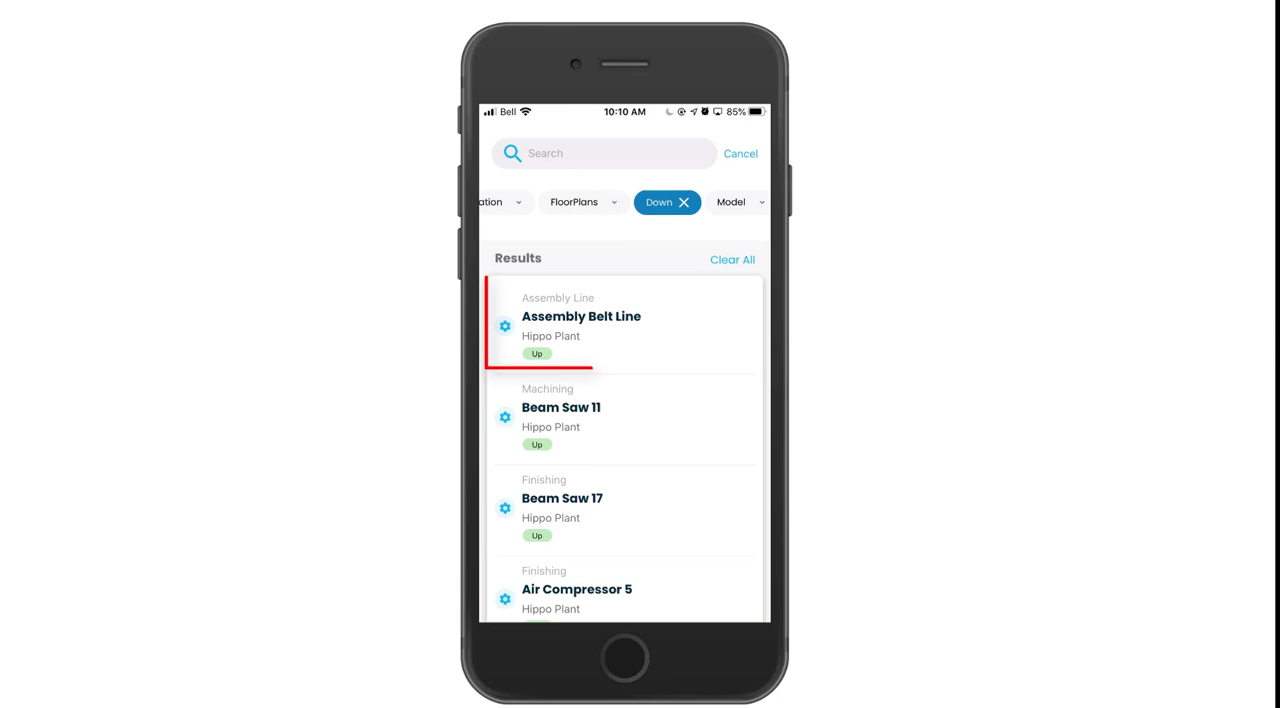 Bell 10:10 AM 85%
Search Cancel
ation FloorPlans Down Model
Results Clear All
Assembly Line
Assembly Belt Line
Hippo Plant
Up
Machining
Beam Saw 11
Hippo Plant
Up
Finishing
Beam Saw 17
Hippo Plant
Up
Finishing
Air Compressor 5
Hippo Plant